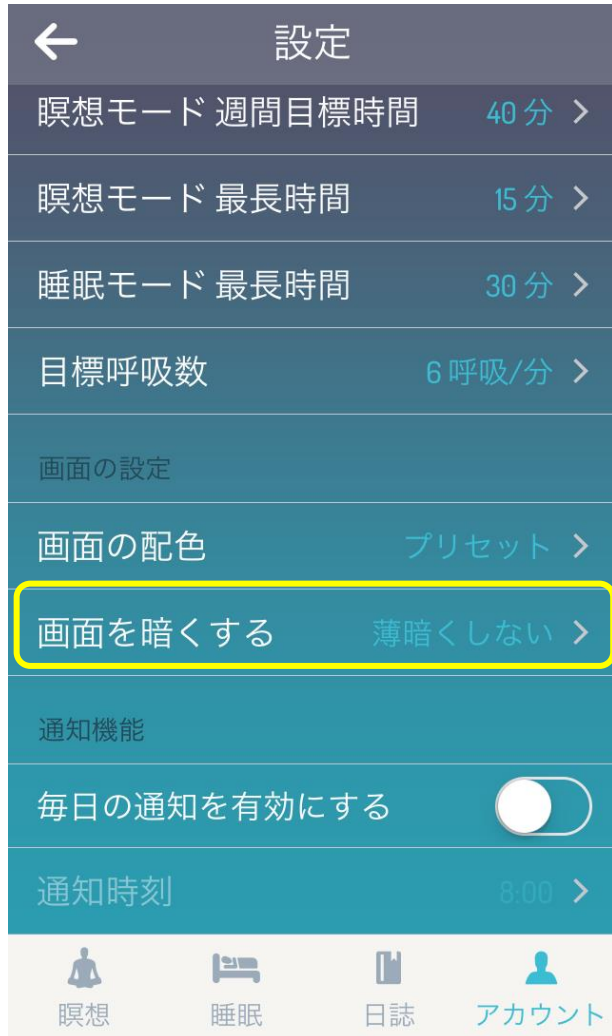 設定
瞑想モード 週間目標時間 40 分
瞑想モード 最長時間 15 分
睡眠モード 最長時間 30 分
目標呼吸数 6 呼吸/分
画面の設定
画面の配色 プリセット
画面を暗くする 薄暗くしない
通知機能
毎日の通知を有効にする
通知時刻 8:00
瞑想 睡眠 日誌 アカウント